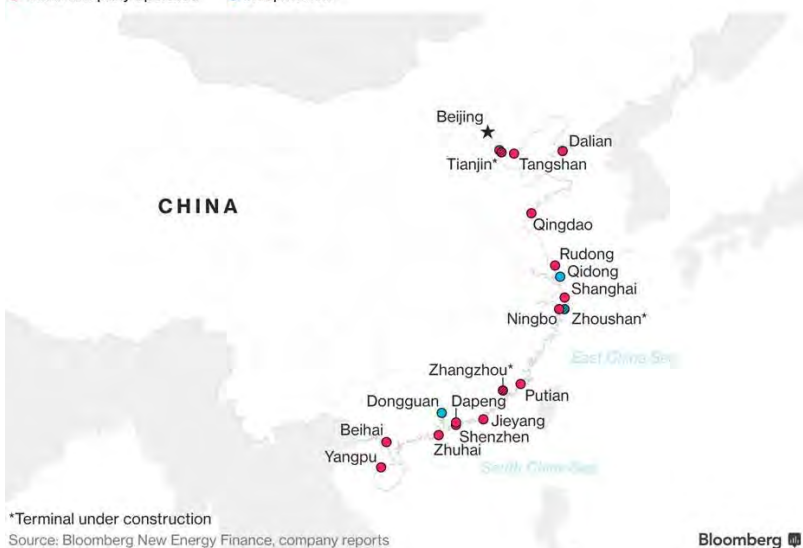 Beijing
Dalian
Tianjin*
Tangshan
CHINA
Qingdao
Rudong
Qidong
Shanghai
Ningbo
Zhoushan*
East China Sea
Zhangzhou*
Putian
Dongguan
Dapeng
Jieyang
Beihai
Shenzhen
Zhuhai
Yangpu
South China Sea
*Terminal under construction
Source: Bloomberg New Energy Finance, company reports
Bloomberg